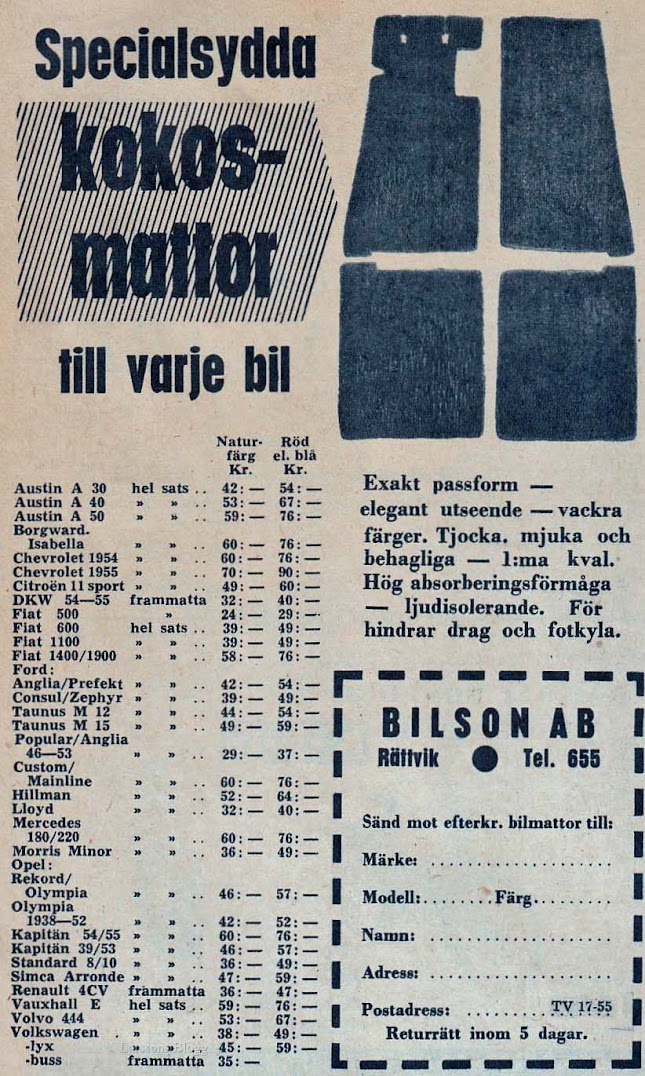 Specialsydda
kokos-
mattor
till varje bil
Natur- Röd
färg el. blå
Kr. Kr.
Austin A 30 hel sats .. 42:— 54:—
Austin A 40 » » .. 53:— 67:—
Austin A 50 » » .. 59:— 76:—
Borgward-
Isabella » » .. 60:— 76:—
Chevrolet 1954 » » .. 60:— 76:—
Chevrolet 1955 » » .. 70:— 90:—
Citroën 11 sport » » .. 49:— 60:—
DKW 54—55 frammatta 32:— 40:—
Fiat 500 » 24:— 29:—
Fiat 600 hel sats .. 39:— 49:—
Fiat 1100 » » .. 39:— 49:—
Fiat 1400/1900 » » .. 58:— 76:—
Ford:
Anglia/Prefekt » » .. 42:— 54:—
Consul/Zephyr » » .. 39:— 49:—
Taunus M 12 » » .. 44:— 54:—
Taunus M 15 » » .. 49:— 59:—
Popular/Anglia
46—53 » » .. 29:— 37:—
Custom/
Mainline » » .. 60:— 76:—
Hillman » » .. 52:— 64:—
Lloyd » » .. 32:— 40:—
Mercedes
180/220 » » .. 60:— 76:—
Morris Minor » » .. 36:— 49:—
Opel:
Rekord/
Olympia » » .. 46:— 57:—
Olympia
1938—52 » » .. 42:— 52:—
Kapitän 54/55 » » .. 60:— 76:—
Kapitän 39/53 » » .. 46:— 57:—
Standard 8/10 » » .. 36:— 49:—
Simca Arronde » » .. 47:— 59:—
Renault 4CV främmatta 36:— 47:—
Vauxhall E hel sats .. 59:— 76:—
Volvo 444 » » .. 53:— 67:—
Volkswagen . » » .. 38:— 49:—
-lyx » » .. 45:— 59:—
-buss frammatta 35:—
Exakt passform —
elegant utseende — vackra
färger. Tjocka. mjuka och
behagliga — 1:ma kval.
Hög absorberingsförmåga
— ljudisolerande. För
hindrar drag och fotkyla.
BILSON AB
Rättvik ● Tel. 655
Sänd mot efterkr. bilmattor till:
Märke: ....................
Modell:........Färg.........
Namn: ....................
Adress: ....................
Postadress: .......... TV 17-55
Returrätt inom 5 dagar.